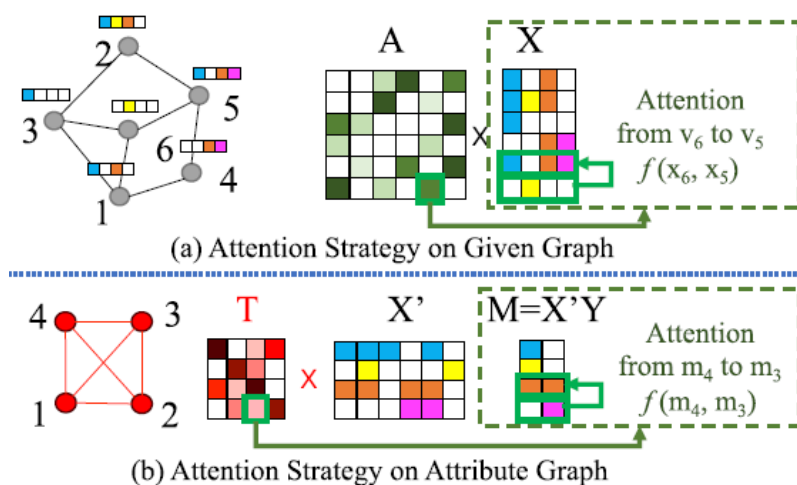 A X
2
5
3
6
4
1
X
Attention
from v6 to v5
f(x6, x5)
(a) Attention Strategy on Given Graph
T X' M=X'Y
4 3
1 2
X
Attention
from m4 to m3
f(m4, m3)
(b) Attention Strategy on Attribute Graph